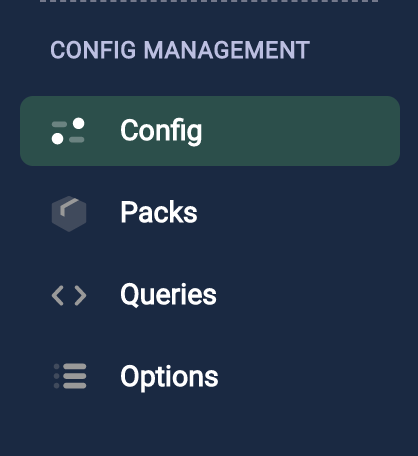 CONFIG MANAGEMENT
Config
Packs
Queries
Options